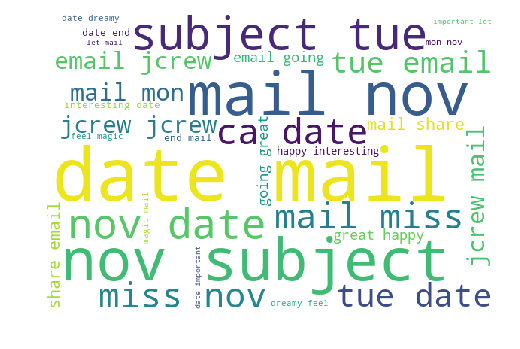 date dreamy
important let
subject tue
date end
let mail
mon nov
email jcrew
email going
tue email
mail mon
mail nov
interesting date
jcrew jcrew
ca date
mail share
feel magic
end mail
going great
happy interesting
jcrew mail
date mail
share email
nov date
magic mail
mail miss
great happy
nov subject
date important
miss nov
dreamy feel
tue date